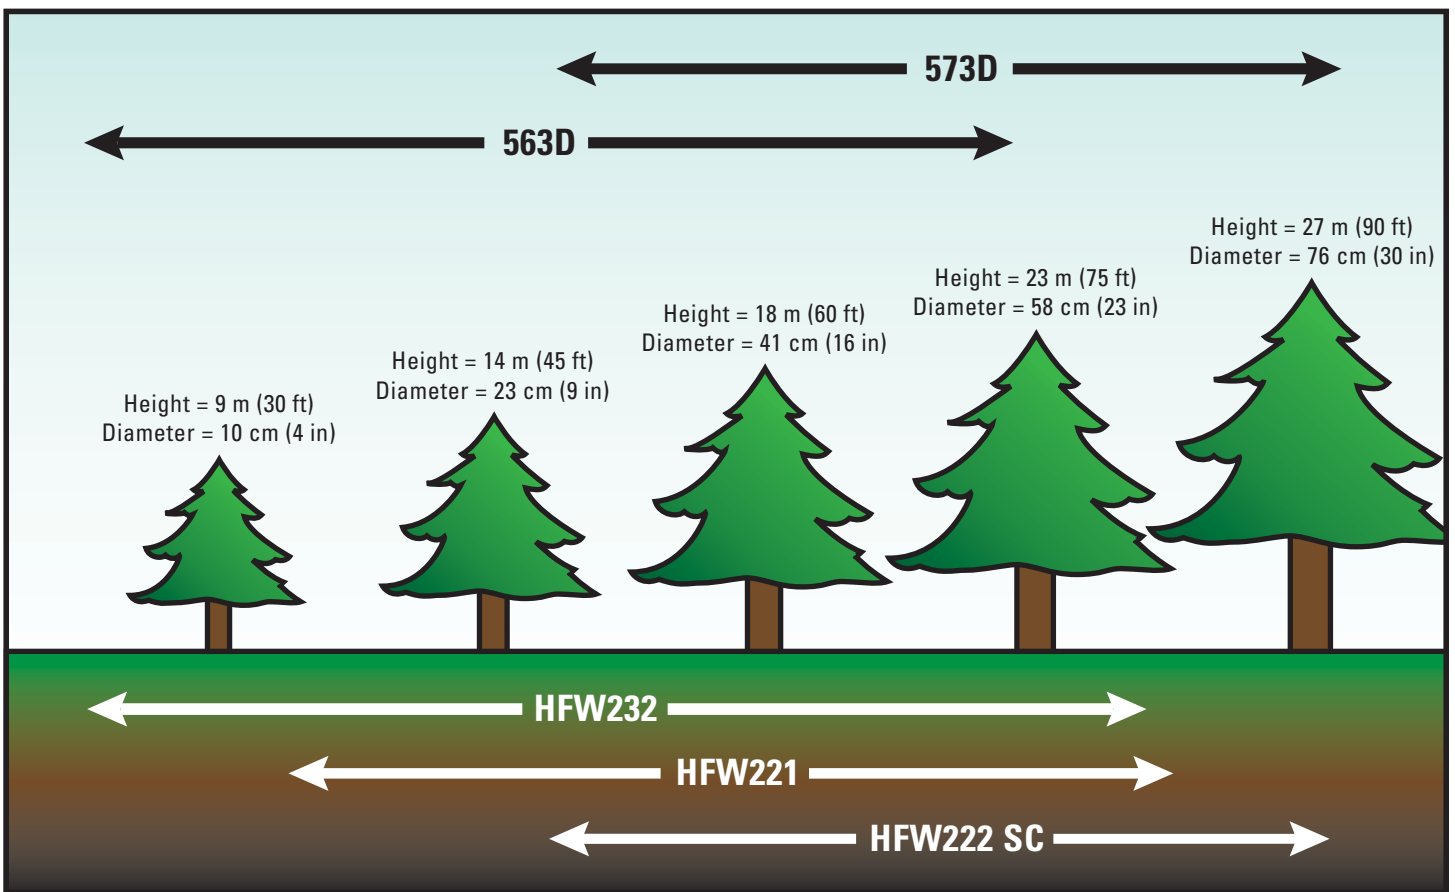 573D
563D
Height = 27 m (90 ft)
Diameter = 76 cm (30 in)
Height = 23 m (75 ft)
Diameter = 58 cm (23 in)
Height = 18 m (60 ft)
Diameter = 41 cm (16 in)
Height = 14 m (45 ft)
Diameter = 23 cm (9 in)
Height = 9 m (30 ft)
Diameter = 10 cm (4 in)
HFW232
HFW221
HFW222 SC